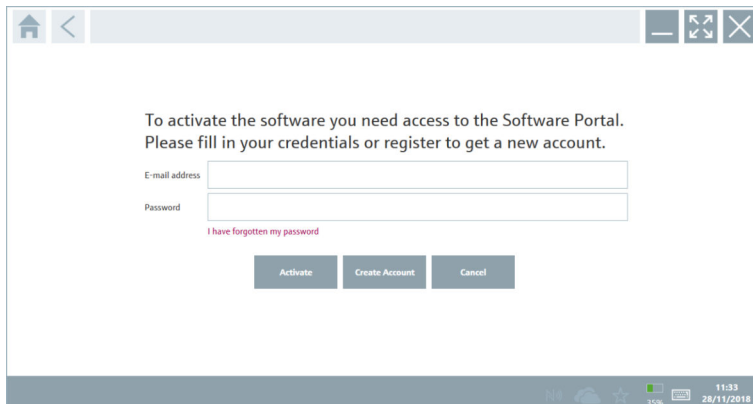 To activate the software you need access to the Software Portal.
Please fill in your credentials or register to get a new account.
E-mail address
Password
I have forgotten my password
Activate Create Account Cancel
11:33
35% 28/11/2018